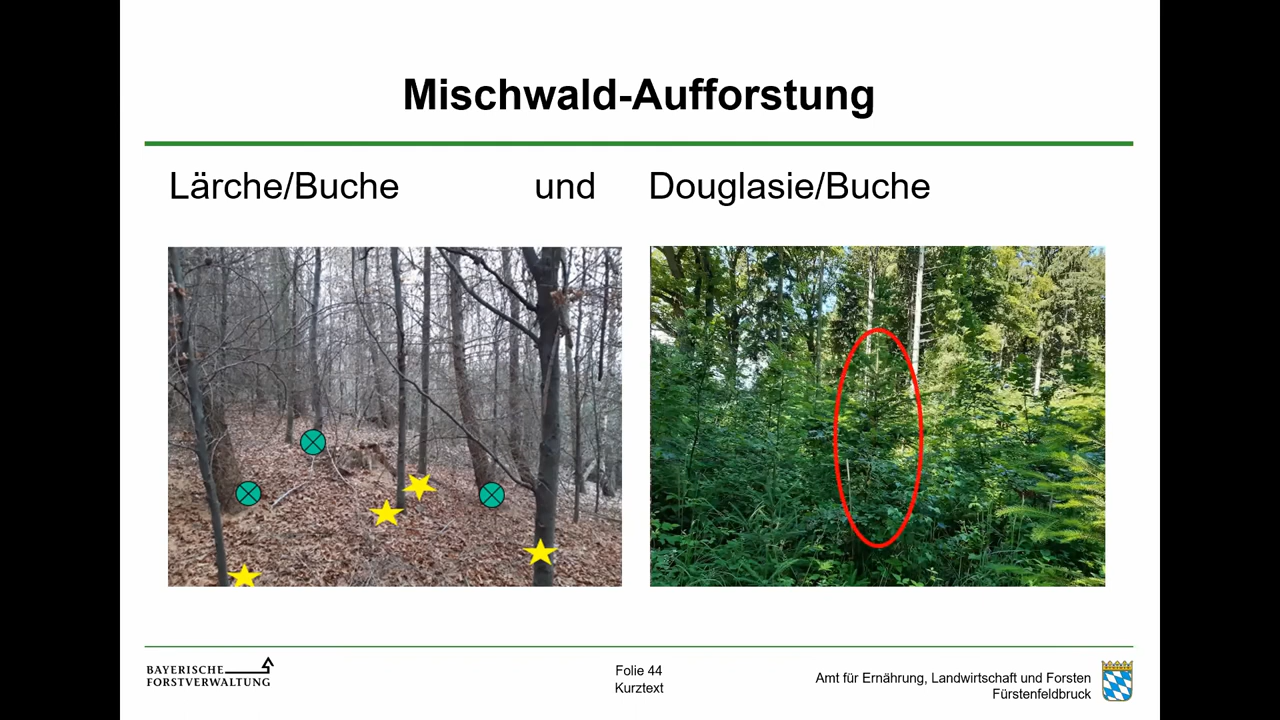 Mischwald-Aufforstung
Lärche/Buche und Douglasie/Buche
BAYERISCHE
FORSTVERWALTUNG
Folie 44
Kurztext
Amt für Ernährung, Landwirtschaft und Forsten
Fürstenfeldbruck